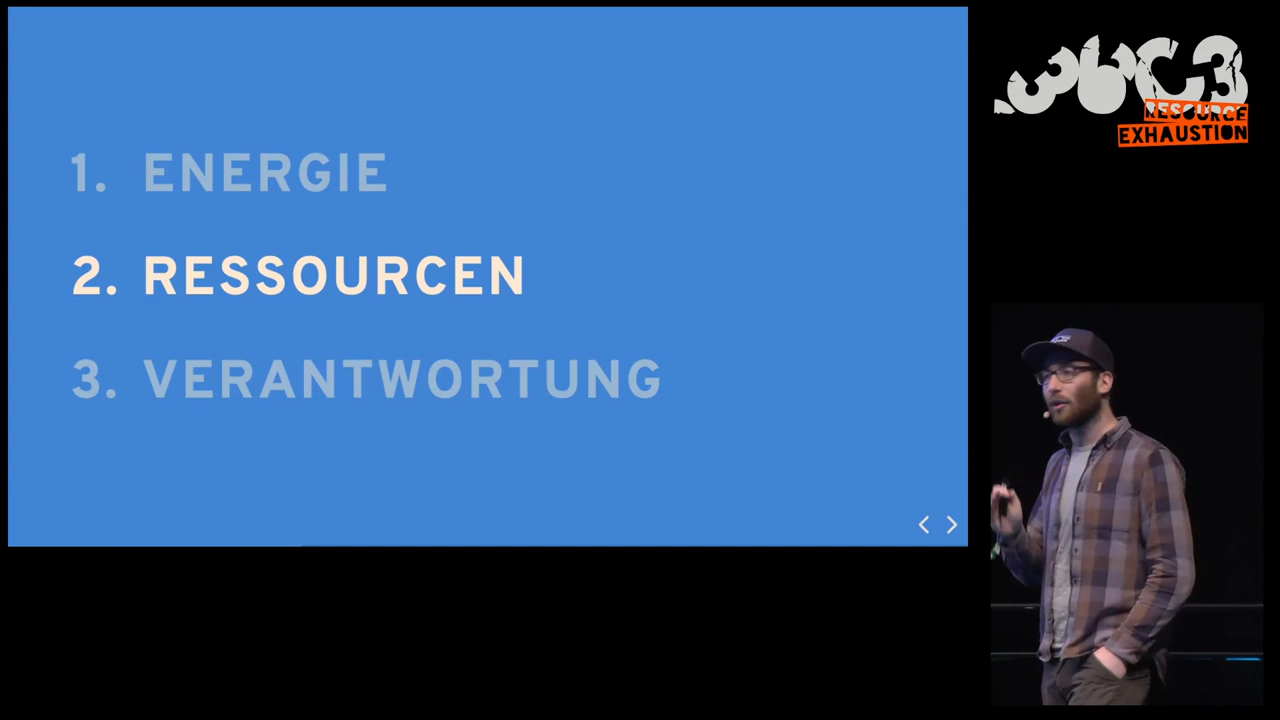 1. ENERGIE
2. RESSOURCEN
3. VERANTWORTUNG
36C3
RESOURCE
EXHAUSTION